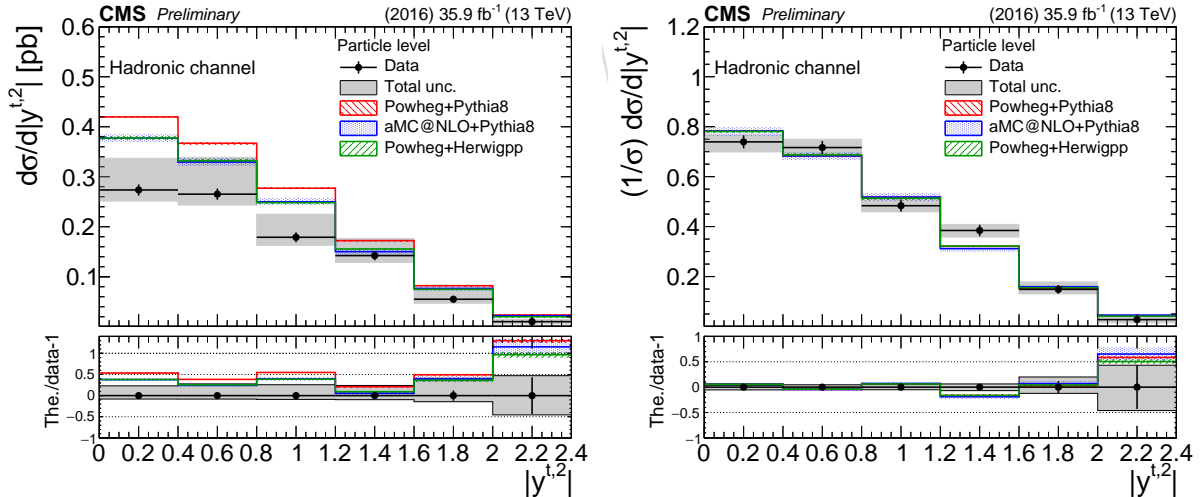 CMS Preliminary (2016) 35.9 fb⁻¹ (13 TeV)
dσ/d|y^{t,2}| [pb]
0.6
0.5
0.4
0.3
0.2
0.1
Hadronic channel
Particle level
Data
Total unc.
Powheg+Pythia8
aMC@NLO+Pythia8
Powheg+Herwigpp
The./data-1
1
0.5
0
−0.5
−1
0 0.2 0.4 0.6 0.8 1 1.2 1.4 1.6 1.8 2 2.2 2.4
|y^{t,2}|
CMS Preliminary (2016) 35.9 fb⁻¹ (13 TeV)
(1/σ) dσ/d|y^{t,2}|
1.2
1
0.8
0.6
0.4
0.2
Hadronic channel
Particle level
Data
Total unc.
Powheg+Pythia8
aMC@NLO+Pythia8
Powheg+Herwigpp
The./data-1
1
0.5
0
−0.5
−1
0 0.2 0.4 0.6 0.8 1 1.2 1.4 1.6 1.8 2 2.2 2.4
|y^{t,2}|